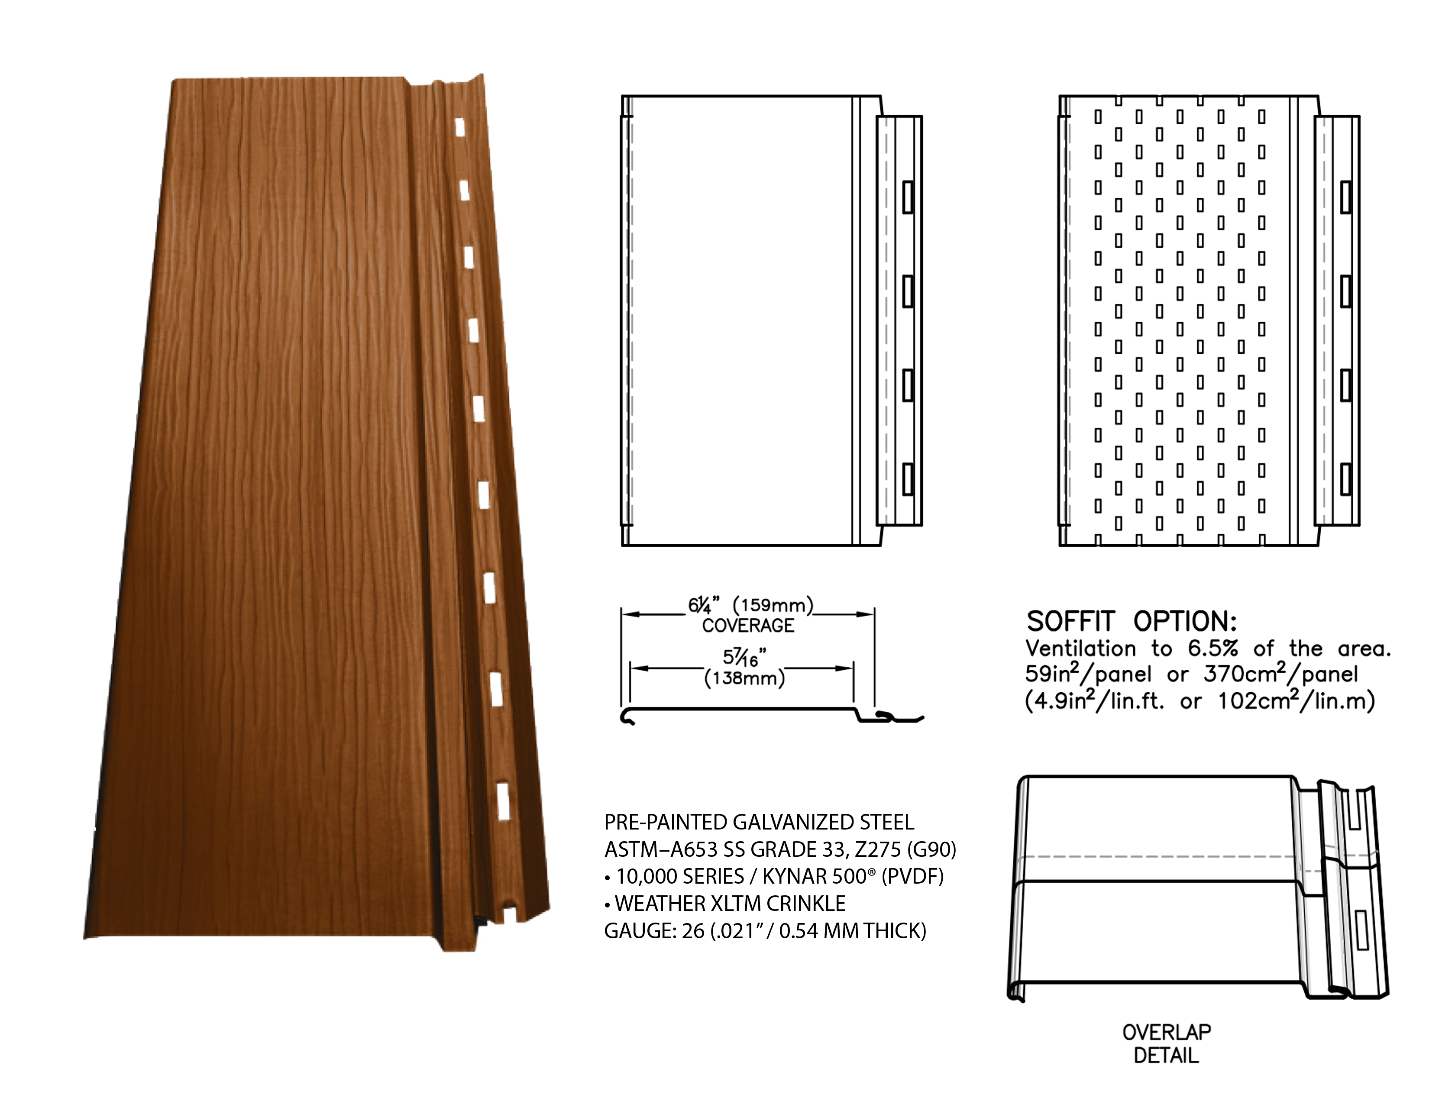 6¼" (159mm)
COVERAGE
57⁄16"
(138mm)
SOFFIT OPTION:
Ventilation to 6.5% of the area.
59in²/panel or 370cm²/panel
(4.9in²/lin.ft. or 102cm²/lin.m)
PRE-PAINTED GALVANIZED STEEL
ASTM–A653 SS GRADE 33, Z275 (G90)
• 10,000 SERIES / KYNAR 500® (PVDF)
• WEATHER XLTM CRINKLE
GAUGE: 26 (.021" / 0.54 MM THICK)
OVERLAP
DETAIL